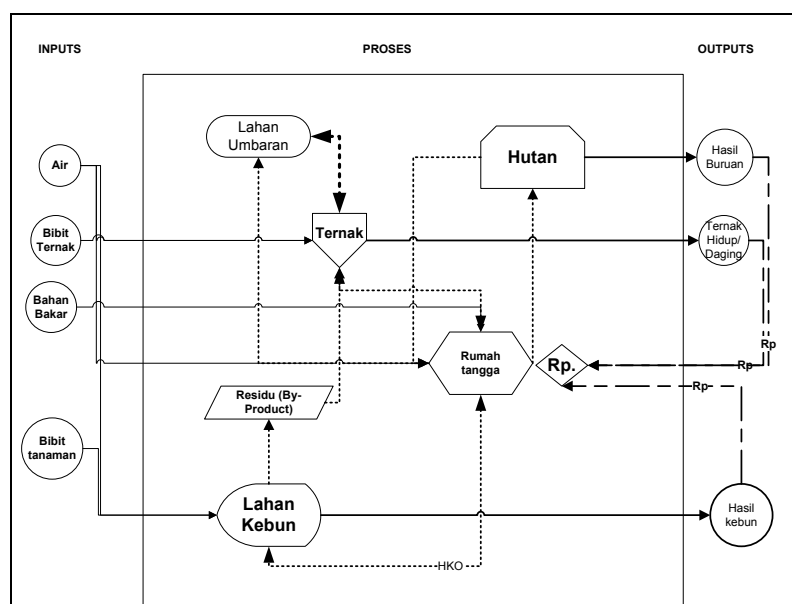 INPUTS
PROSES
OUTPUTS
Lahan
Umbaran
Hutan
Hasil
Buruan
Air
Bibit
Ternak
Ternak
Ternak
Hidup/
Daging
Bahan
Bakar
Rumah
tangga
Rp.
Rp
Rp
Rp
Residu (By-
Product)
Bibit
tanaman
Lahan
Kebun
Hasil
kebun
HKO